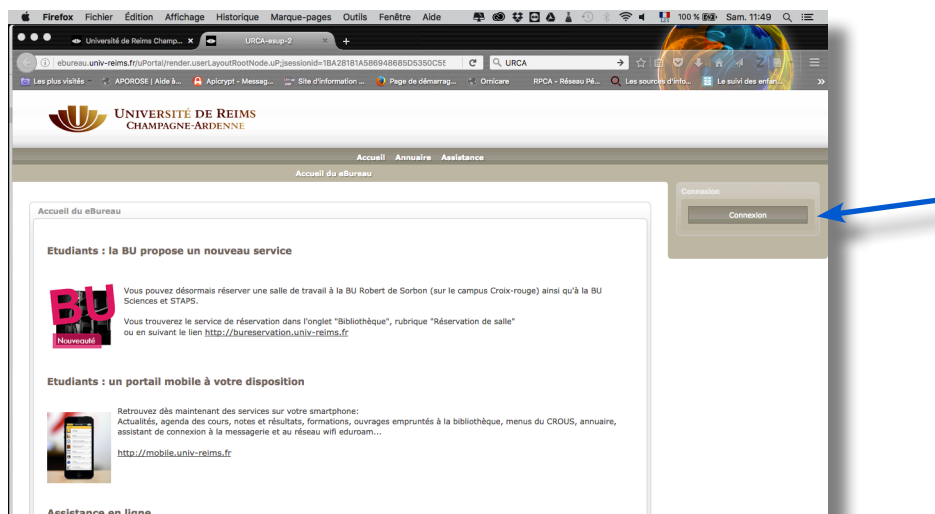 Firefox Fichier Édition Affichage Historique Marque-pages Outils Fenêtre Aide 100 % Sam. 11:49
Université de Reims Champ... × URCA-esup-2 × +
ebureau.univ-reims.fr/uPortal/render.userLayoutRootNode.uP;jsessionid=1BA28181A5B6948685D5350C5E URCA
Les plus visités APOROSE | Aide à... Apicrypt - Messag... Site d'information ... Page de démarrag... Ornicare RPCA - Réseau Pé... Les sources d'info... Le suivi des enfan...
UNIVERSITÉ DE REIMS
CHAMPAGNE-ARDENNE
Accueil Annuaire Assistance
Accueil du eBureau
Connexion
Connexion
Accueil du eBureau
Etudiants : la BU propose un nouveau service
BU
Nouveauté
Vous pouvez désormais réserver une salle de travail à la BU Robert de Sorbon (sur le campus Croix-rouge) ainsi qu'à la BU
Sciences et STAPS.
Vous trouverez le service de réservation dans l'onglet "Bibliothèque", rubrique "Réservation de salle"
ou en suivant le lien http://bureservation.univ-reims.fr
Etudiants : un portail mobile à votre disposition
Retrouvez dès maintenant des services sur votre smartphone:
Actualités, agenda des cours, notes et résultats, formations, ouvrages empruntés à la bibliothèque, menus du CROUS, annuaire,
assistant de connexion à la messagerie et au réseau wifi eduroam...
http://mobile.univ-reims.fr
Assistance en ligne